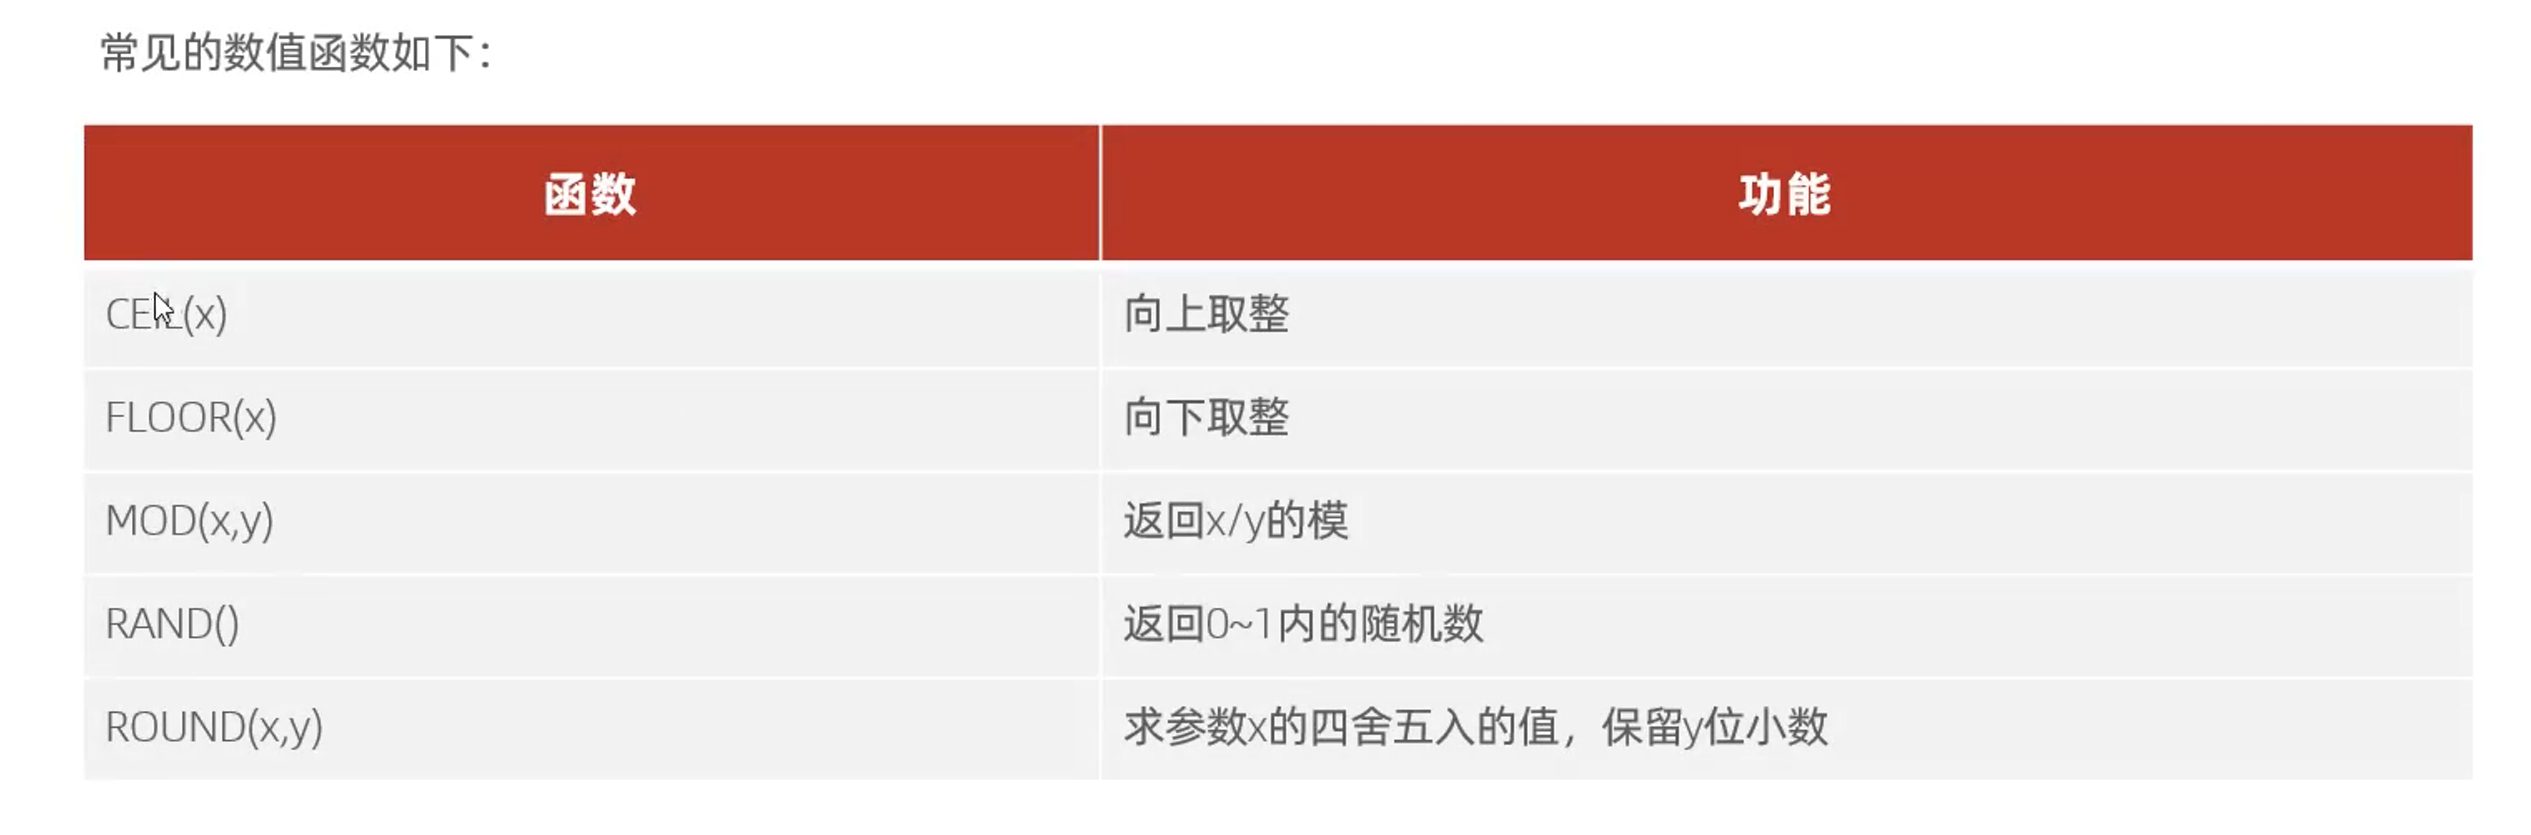 常见的数值函数如下：
函数 功能
CEIL(x) 向上取整
FLOOR(x) 向下取整
MOD(x,y) 返回x/y的模
RAND() 返回0~1内的随机数
ROUND(x,y) 求参数x的四舍五入的值，保留y位小数